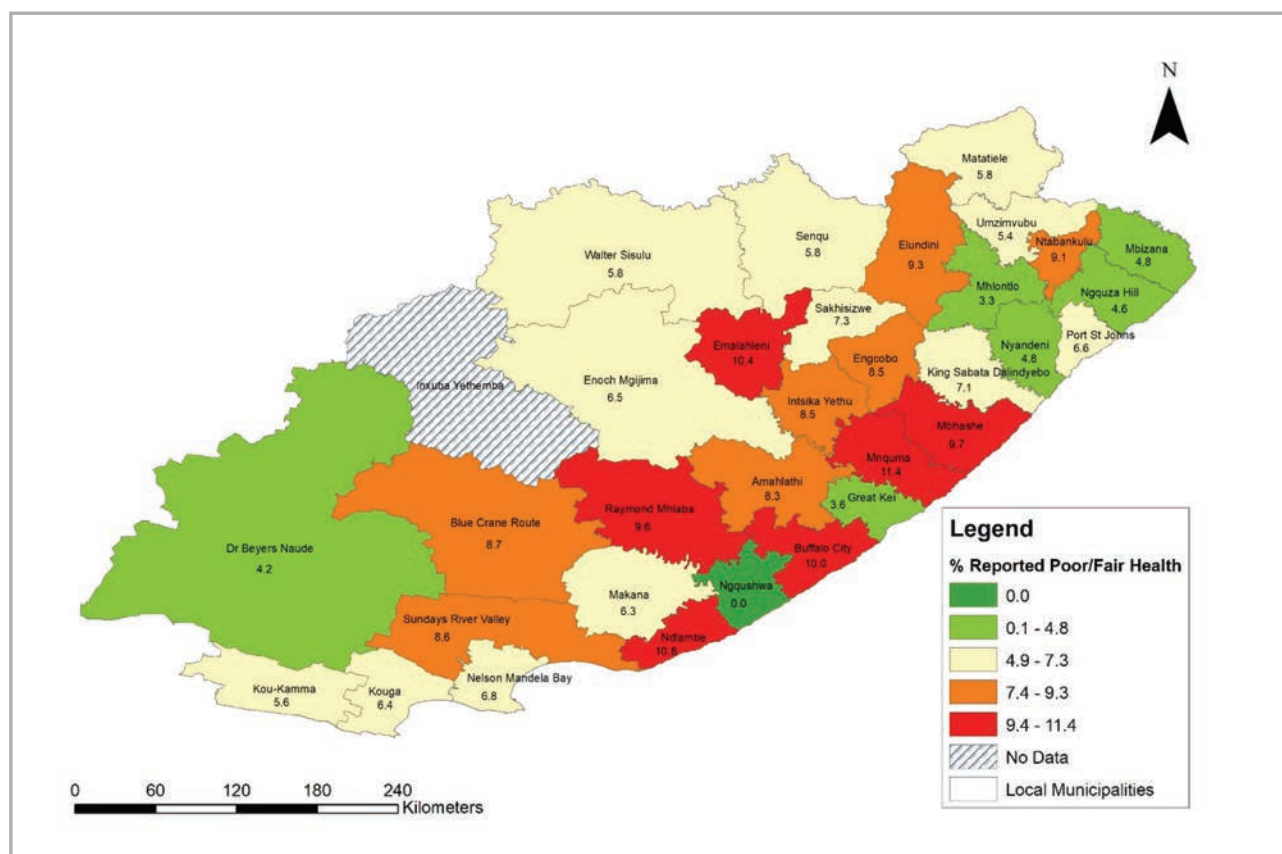 N
Matatiele
5.8
Umzimvubu
5.4
Ntabankulu
9.1
Mbizana
4.8
Elundini
9.3
Senqu
5.8
Walter Sisulu
5.8
Mhlontlo
3.3
Ngquza Hill
4.6
Sakhisizwe
7.3
Port St Johns
6.6
Nyandeni
4.8
Emalahleni
10.4
Engcobo
8.5
King Sabata Dalindyebo
7.1
Inxuba Yethemba
Enoch Mgijima
6.5
Intsika Yethu
8.5
Mbhashe
9.7
Mnquma
11.4
Amahlathi
8.3
Great Kei
3.6
Raymond Mhlaba
9.6
Blue Crane Route
8.7
Dr Beyers Naude
4.2
Buffalo City
10.0
Ngqushwa
0.0
Makana
6.3
Sundays River Valley
8.6
Ndlambe
10.8
Nelson Mandela Bay
6.8
Kou-Kamma
5.6
Kouga
6.4
Legend
% Reported Poor/Fair Health
0.0
0.1 - 4.8
4.9 - 7.3
7.4 - 9.3
9.4 - 11.4
No Data
Local Municipalities
0 60 120 180 240
Kilometers